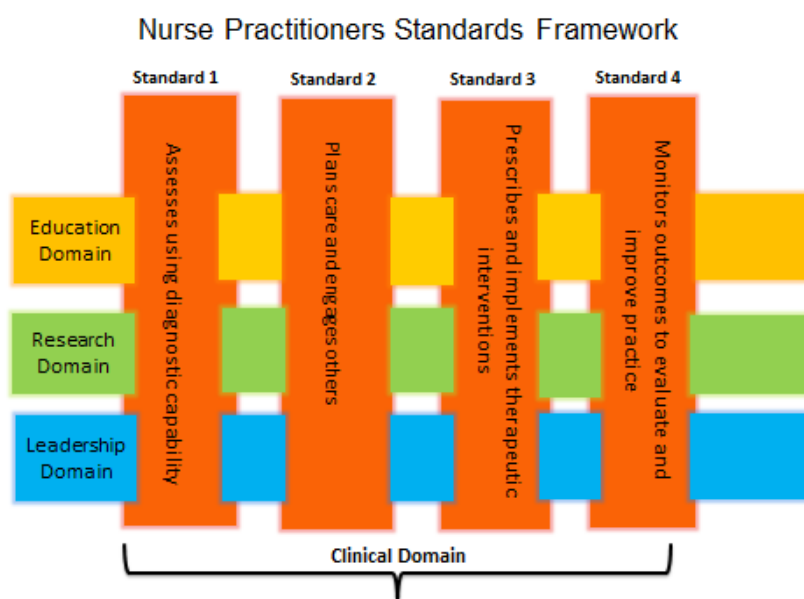 Nurse Practitioners Standards Framework
Standard 1
Standard 2
Standard 3
Standard 4
Assesses using diagnostic capability
Plans care and engages others
Prescribes and implements therapeutic
interventions
Monitors outcomes to evaluate and
improve practice
Education
Domain
Research
Domain
Leadership
Domain
Clinical Domain